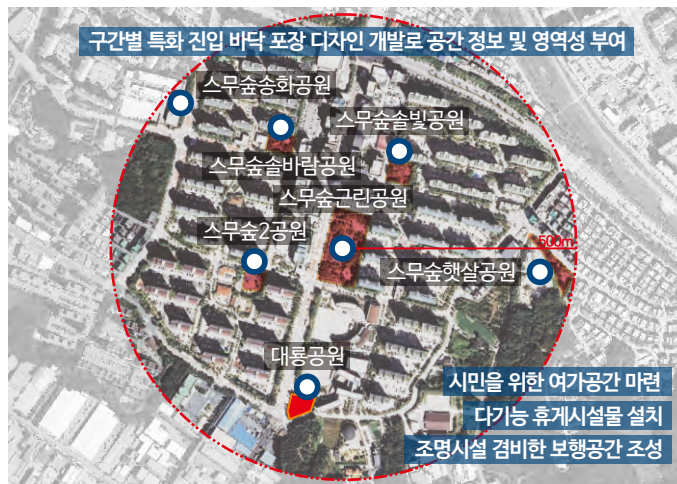 구간별 특화 진입 바닥 포장 디자인 개발로 공간 정보 및 영역성 부여
스무숲송화공원
스무숲솔빛공원
스무숲솔바람공원
스무숲근린공원
스무숲2공원
500m
스무숲햇살공원
대룡공원
시민을 위한 여가공간 마련
다기능 휴게시설물 설치
조명시설 겸비한 보행공간 조성